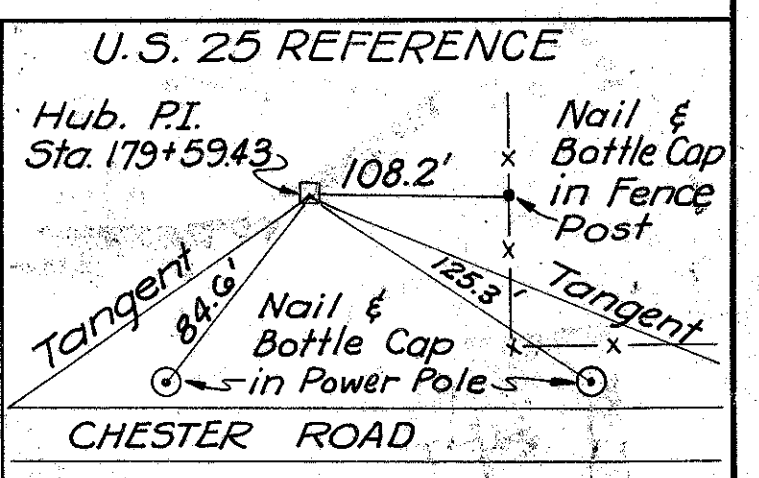 U.S. 25 REFERENCE
Hub. P.I.
Sta. 179+59.43
108.2'
Nail &
Bottle Cap
in Fence
Post
Tangent
84.6'
125.3'
Tangent
Nail &
Bottle Cap
in Power Pole
CHESTER ROAD